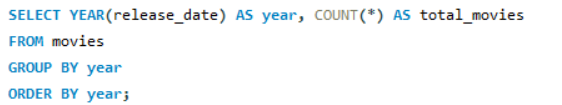 SELECT YEAR(release_date) AS year, COUNT(*) AS total_movies
FROM movies
GROUP BY year
ORDER BY year;